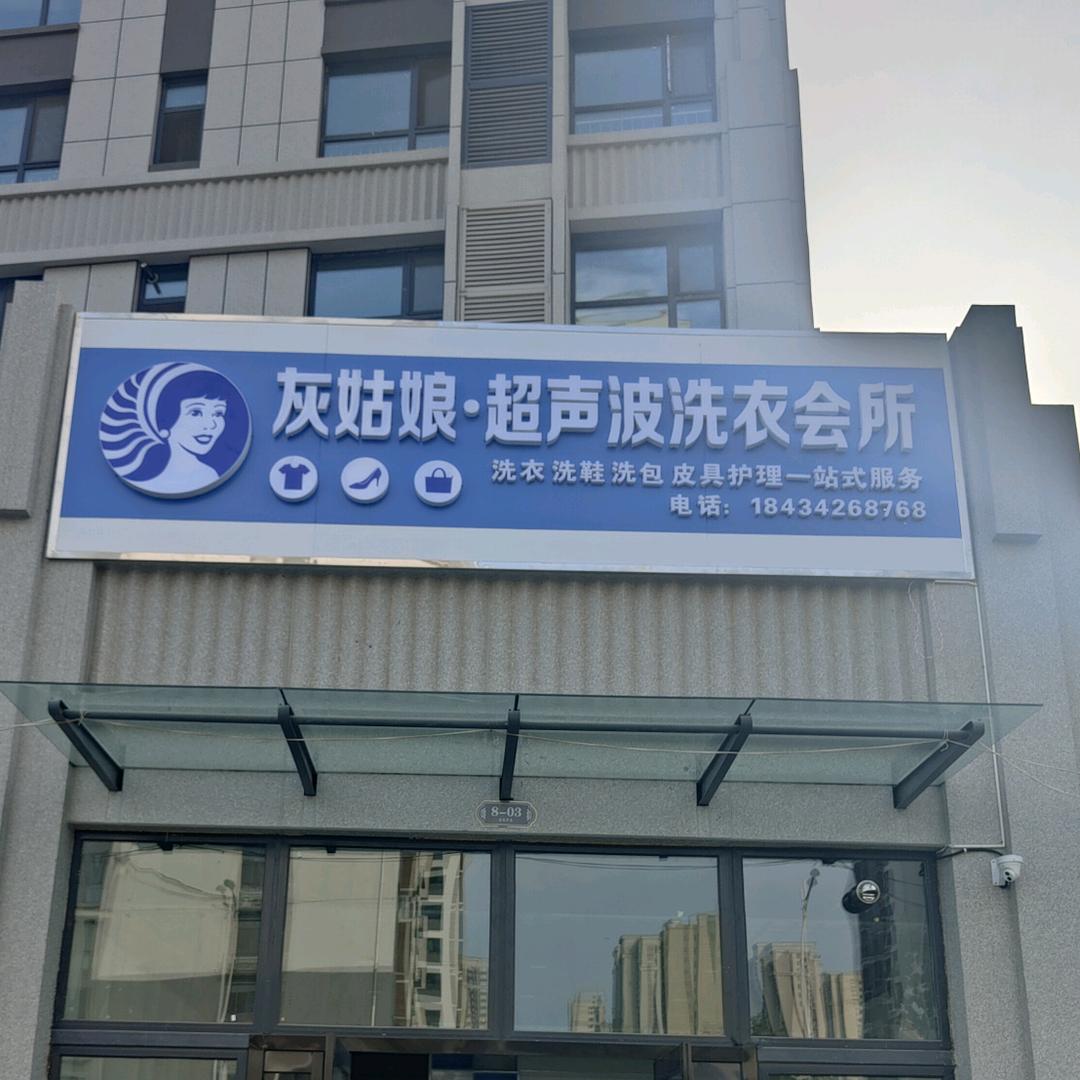 灰姑娘·超声波洗衣会所
洗衣 洗鞋 洗包 皮具护理一站式服务
电话：18434268768
8-03